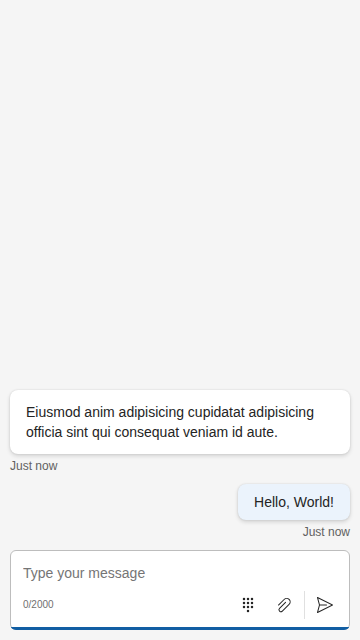 Eiusmod anim adipisicing cupidatat adipisicing
officia sint qui consequat veniam id aute.
Just now
Hello, World!
Just now
Type your message
0/2000